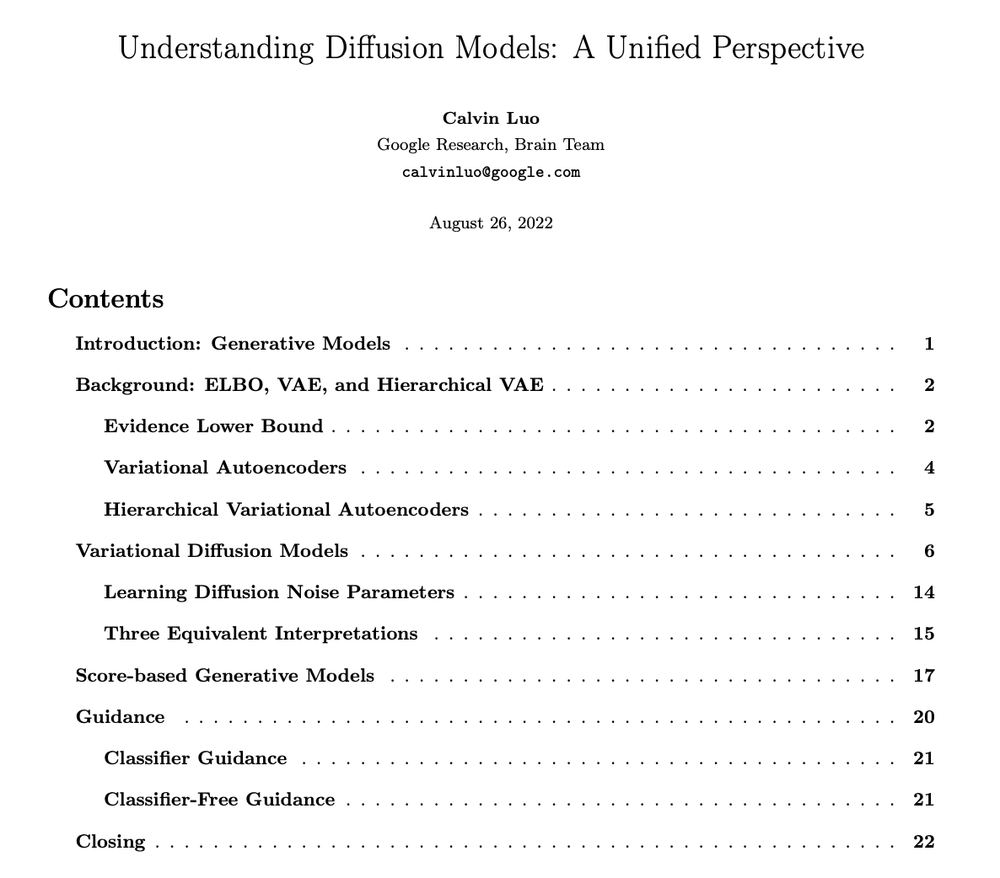 Understanding Diffusion Models: A Unified Perspective
Calvin Luo
Google Research, Brain Team
calvinluo@google.com
August 26, 2022
Contents
Introduction: Generative Models . . . . . . . . . . . . . . . . . . . . . . . . . . . . . . . . . . 1
Background: ELBO, VAE, and Hierarchical VAE . . . . . . . . . . . . . . . . . . . . . . . . 2
Evidence Lower Bound . . . . . . . . . . . . . . . . . . . . . . . . . . . . . . . . . . . . . . . 2
Variational Autoencoders . . . . . . . . . . . . . . . . . . . . . . . . . . . . . . . . . . . . . 4
Hierarchical Variational Autoencoders . . . . . . . . . . . . . . . . . . . . . . . . . . . . . 5
Variational Diffusion Models . . . . . . . . . . . . . . . . . . . . . . . . . . . . . . . . . . . . . 6
Learning Diffusion Noise Parameters . . . . . . . . . . . . . . . . . . . . . . . . . . . . . . 14
Three Equivalent Interpretations . . . . . . . . . . . . . . . . . . . . . . . . . . . . . . . . 15
Score-based Generative Models . . . . . . . . . . . . . . . . . . . . . . . . . . . . . . . . . . . 17
Guidance . . . . . . . . . . . . . . . . . . . . . . . . . . . . . . . . . . . . . . . . . . . . . . . . . 20
Classifier Guidance . . . . . . . . . . . . . . . . . . . . . . . . . . . . . . . . . . . . . . . . . 21
Classifier-Free Guidance . . . . . . . . . . . . . . . . . . . . . . . . . . . . . . . . . . . . . . 21
Closing . . . . . . . . . . . . . . . . . . . . . . . . . . . . . . . . . . . . . . . . . . . . . . . . . . . 22